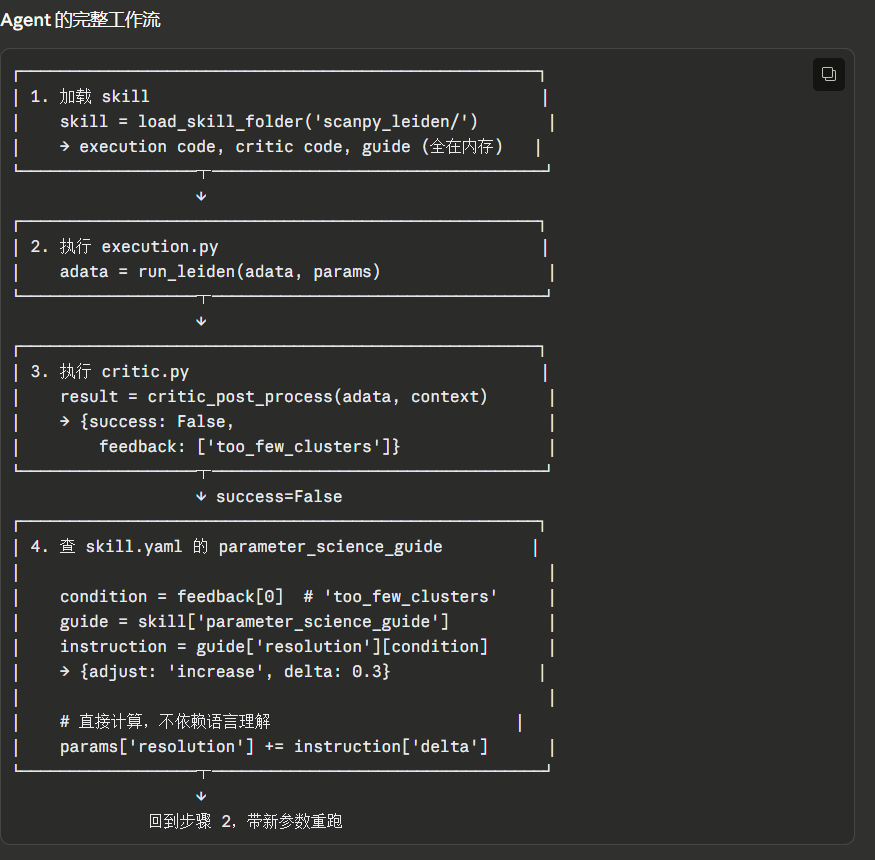 Agent 的完整工作流
1. 加载 skill
skill = load_skill_folder('scanpy_leiden/')
→ execution code, critic code, guide (全在内存)
↓
2. 执行 execution.py
adata = run_leiden(adata, params)
↓
3. 执行 critic.py
result = critic_post_process(adata, context)
→ {success: False,
feedback: ['too_few_clusters']}
↓ success=False
4. 查 skill.yaml 的 parameter_science_guide
condition = feedback[0]  # 'too_few_clusters'
guide = skill['parameter_science_guide']
instruction = guide['resolution'][condition]
→ {adjust: 'increase', delta: 0.3}
# 直接计算，不依赖语言理解
params['resolution'] += instruction['delta']
↓
回到步骤 2，带新参数重跑